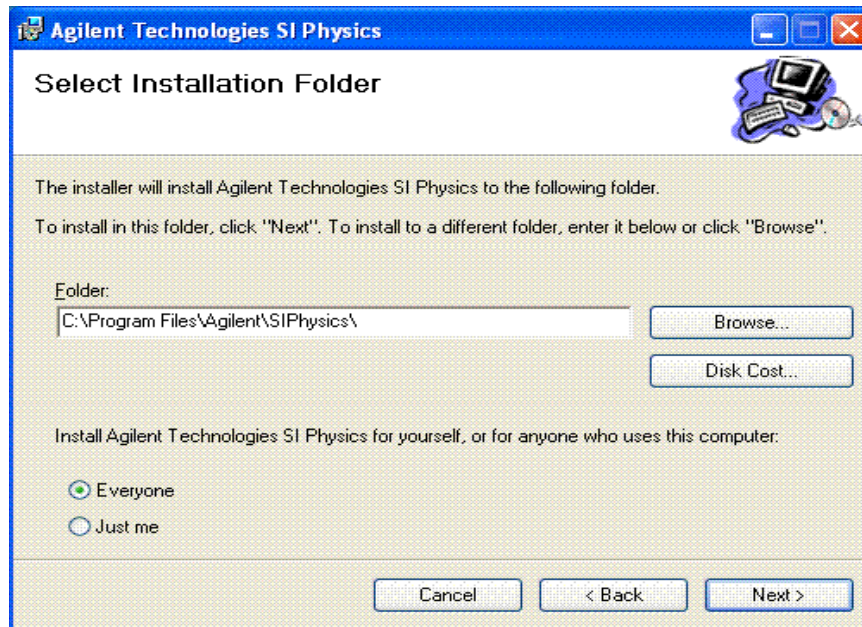 Agilent Technologies SI Physics
Select Installation Folder
The installer will install Agilent Technologies SI Physics to the following folder.
To install in this folder, click "Next". To install to a different folder, enter it below or click "Browse".
Folder:
C:\Program Files\Agilent\SIPhysics\
Browse...
Disk Cost...
Install Agilent Technologies SI Physics for yourself, or for anyone who uses this computer:
Everyone
Just me
Cancel
< Back
Next >